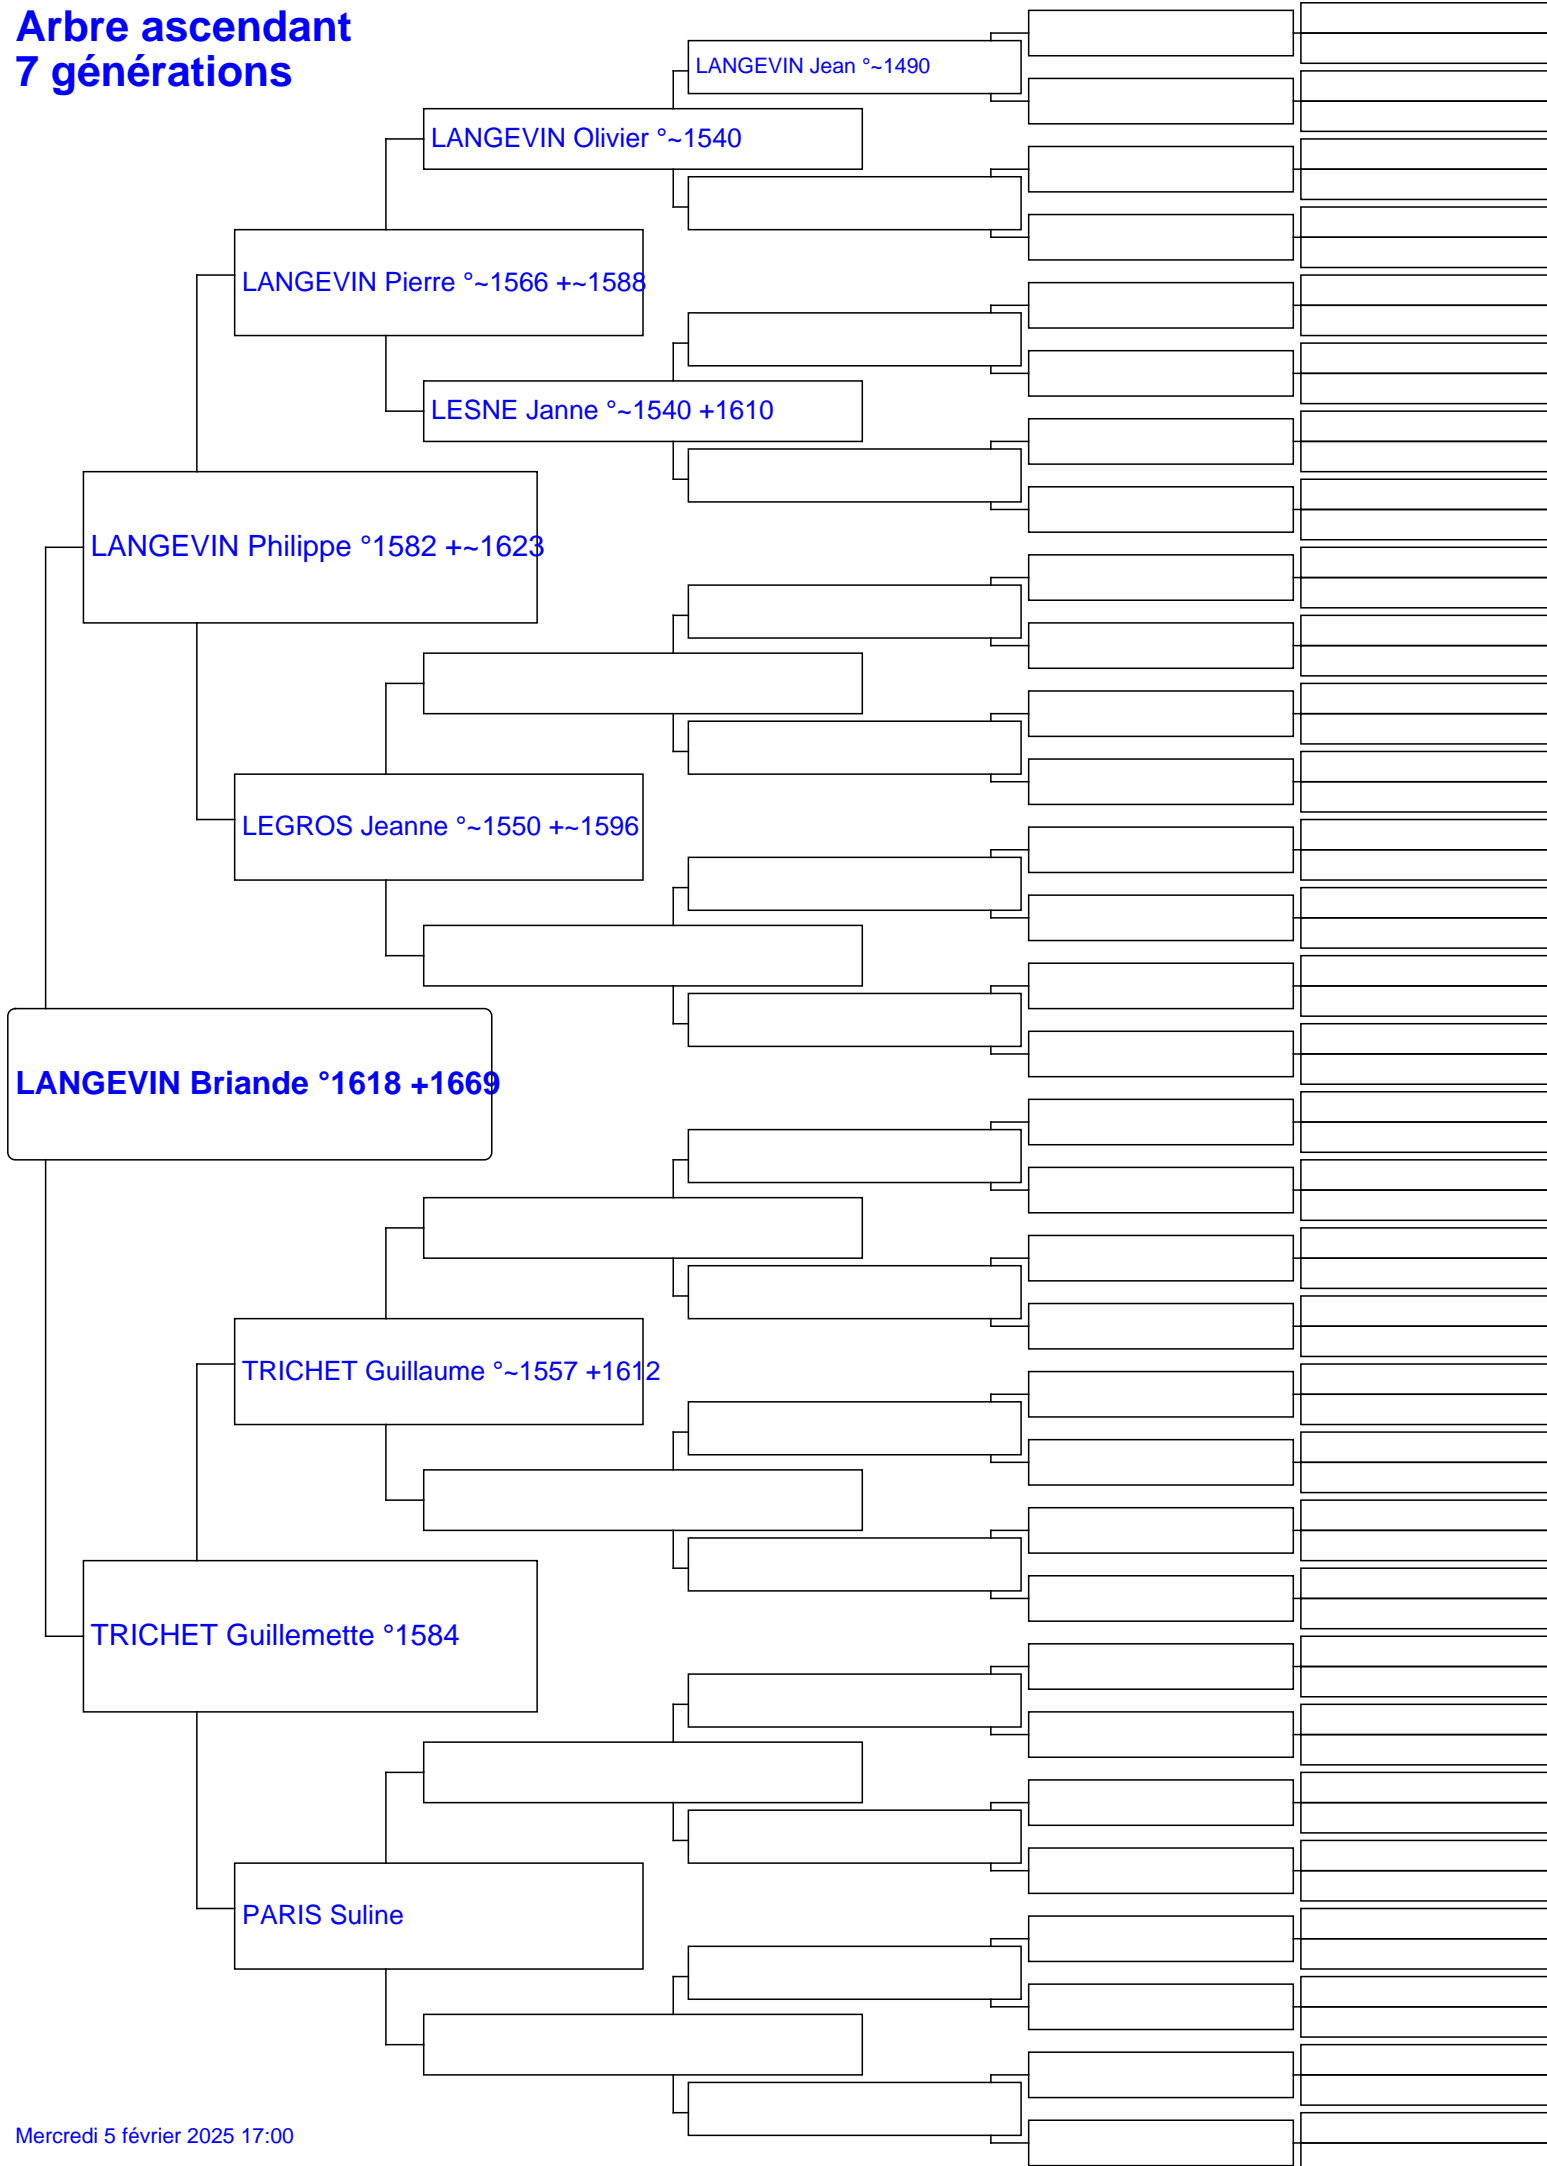 Arbre ascendant
7 générations
LANGEVIN Jean °~1490
LANGEVIN Olivier °~1540
LANGEVIN Pierre °~1566 +~1588
LESNE Janne °~1540 +1610
LANGEVIN Philippe °1582 +~1623
LEGROS Jeanne °~1550 +~1596
LANGEVIN Briande °1618 +1669
TRICHET Guillaume °~1557 +1612
TRICHET Guillemette °1584
PARIS Suline
Mercredi 5 février 2025 17:00